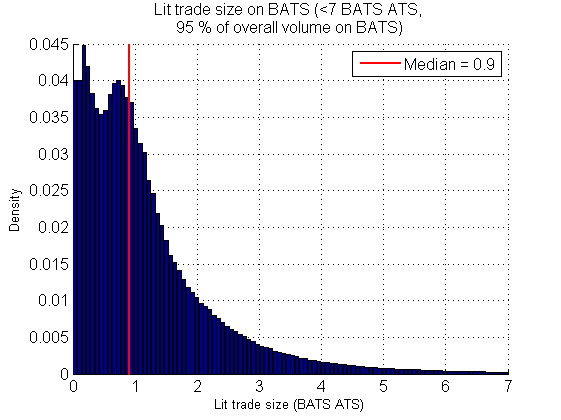 Lit trade size on BATS (<7 BATS ATS,
95 % of overall volume on BATS)
0.045
0.04
0.035
0.03
0.025
0.02
0.015
0.01
0.005
0
Density
Median = 0.9
0 1 2 3 4 5 6 7
Lit trade size (BATS ATS)